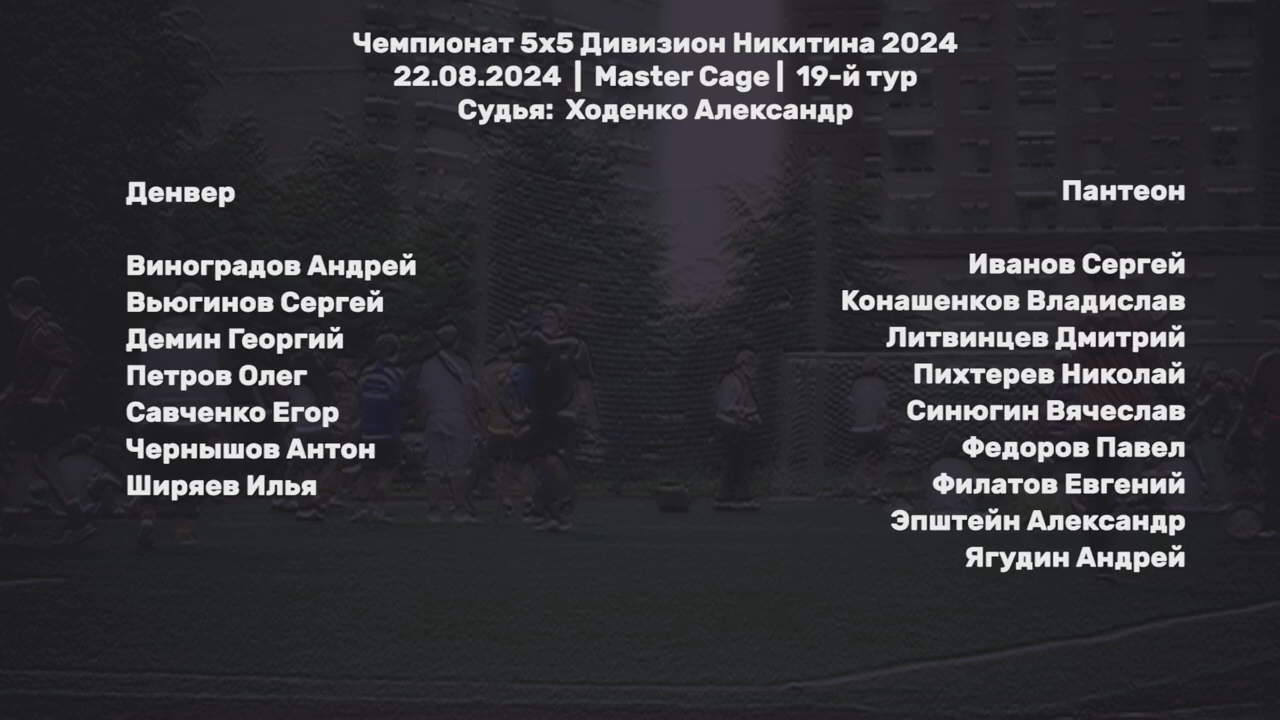 Чемпионат 5х5 Дивизион Никитина 2024
22.08.2024 | Master Cage | 19-й тур
Судья: Ходенко Александр
Денвер
Виноградов Андрей
Вьюгинов Сергей
Демин Георгий
Петров Олег
Савченко Егор
Чернышов Антон
Ширяев Илья
Пантеон
Иванов Сергей
Конашенков Владислав
Литвинцев Дмитрий
Пихтерев Николай
Синюгин Вячеслав
Федоров Павел
Филатов Евгений
Эпштейн Александр
Ягудин Андрей